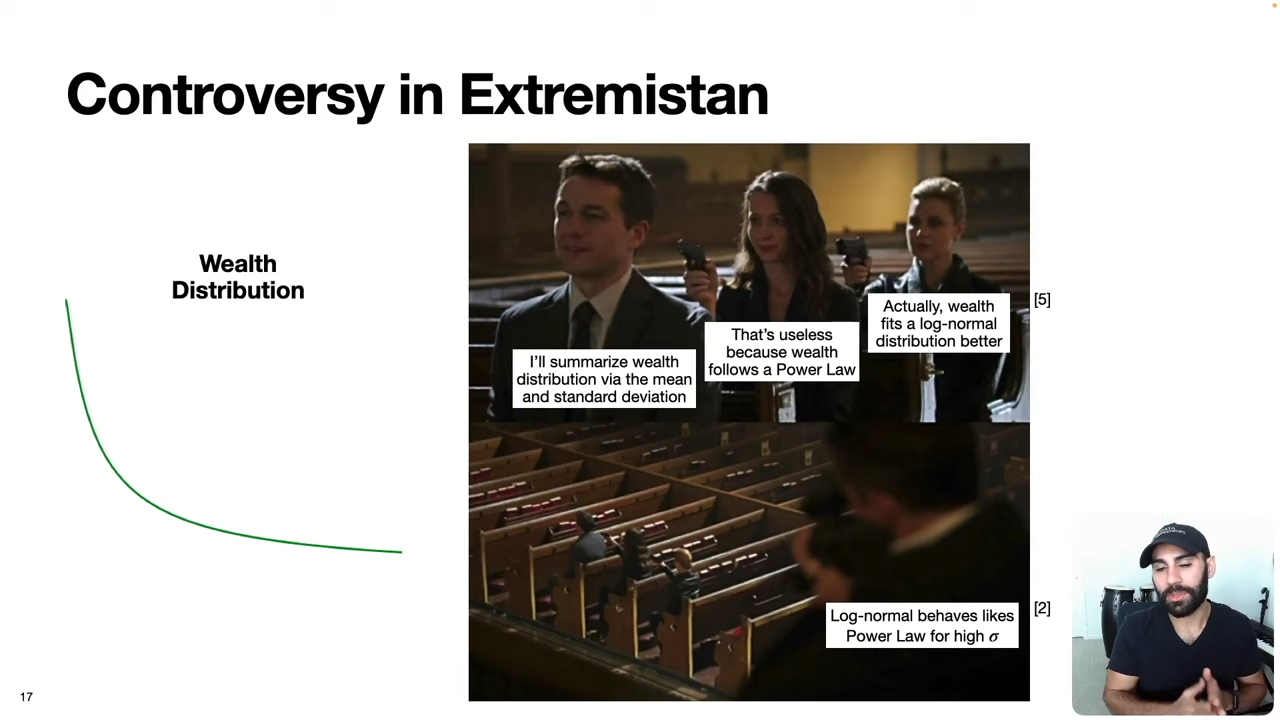 Controversy in Extremistan
Wealth
Distribution
I'll summarize wealth
distribution via the mean
and standard deviation
That's useless
because wealth
follows a Power Law
Actually, wealth
fits a log-normal
distribution better
[5]
Log-normal behaves likes
Power Law for high σ
[2]
17